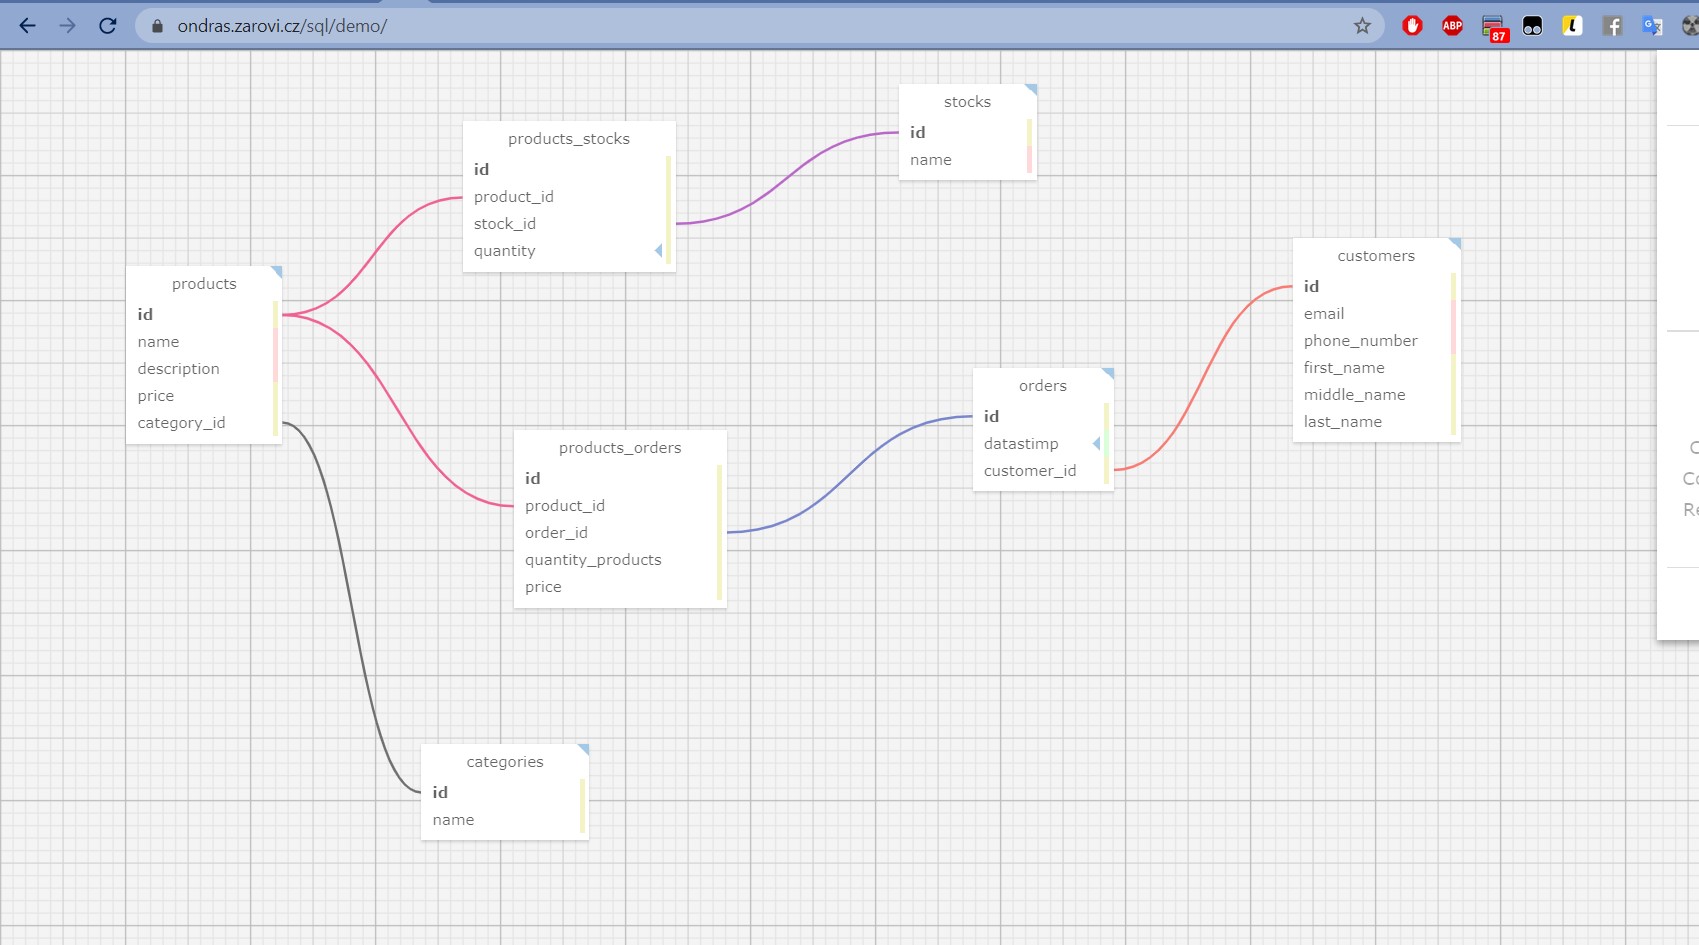 ondras.zarovi.cz/sql/demo/
ABP
87
products_stocks
id
product_id
stock_id
quantity
stocks
id
name
products
id
name
description
price
category_id
customers
id
email
phone_number
first_name
middle_name
last_name
orders
id
datastimp
customer_id
products_orders
id
product_id
order_id
quantity_products
price
categories
id
name